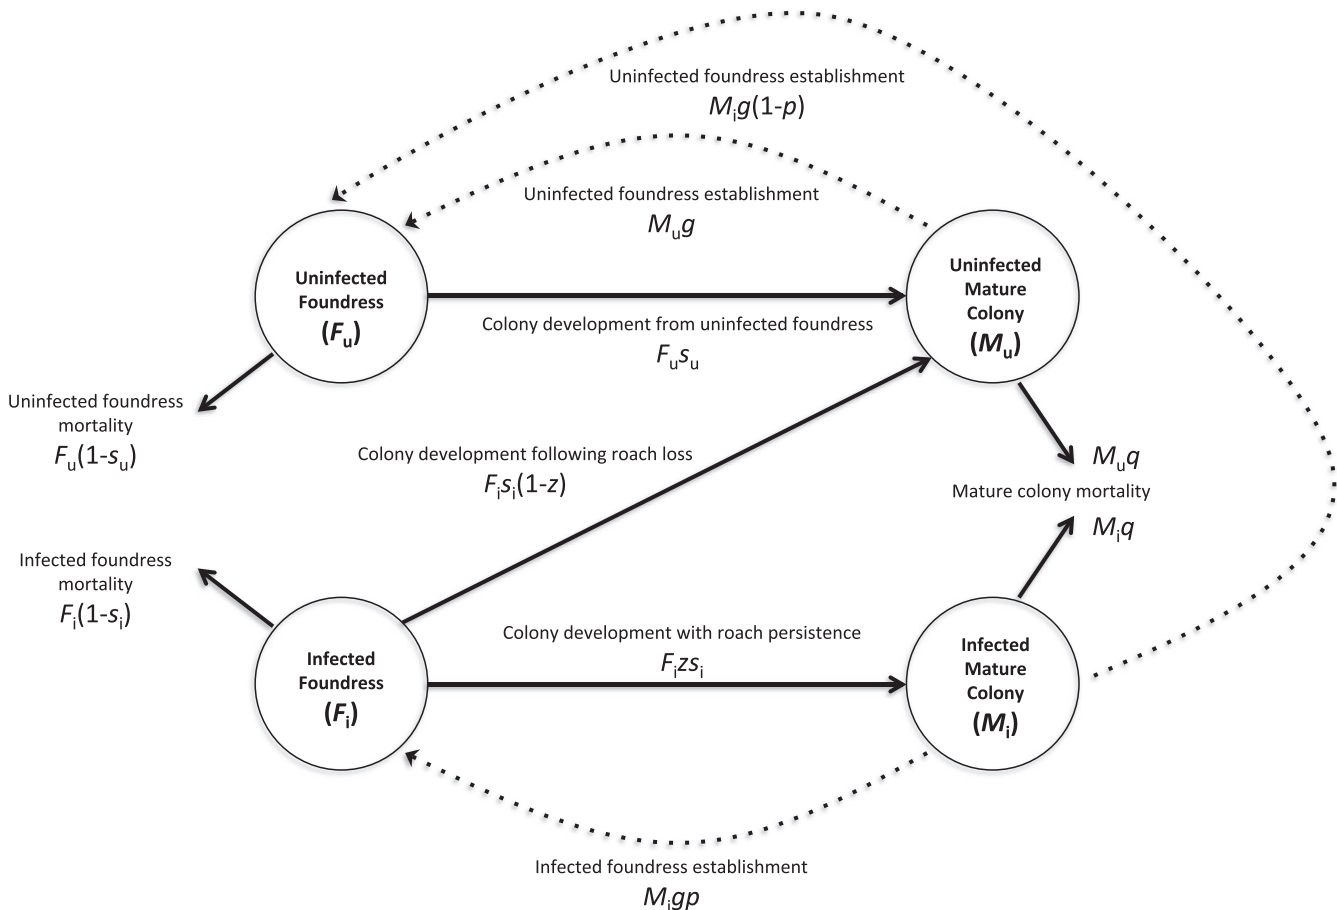 Uninfected foundress establishment
Mᵢg(1-p)
Uninfected foundress establishment
Mᵤg
Uninfected
Foundress
(Fᵤ)
Uninfected
Mature
Colony
(Mᵤ)
Colony development from uninfected foundress
Fᵤsᵤ
Uninfected foundress
mortality
Fᵤ(1-sᵤ)
Colony development following roach loss
Fᵢsᵢ(1-z)
Mᵤq
Mature colony mortality
Mᵢq
Infected foundress
mortality
Fᵢ(1-sᵢ)
Infected
Foundress
(Fᵢ)
Colony development with roach persistence
Fᵢzsᵢ
Infected
Mature
Colony
(Mᵢ)
Infected foundress establishment
Mᵢgp